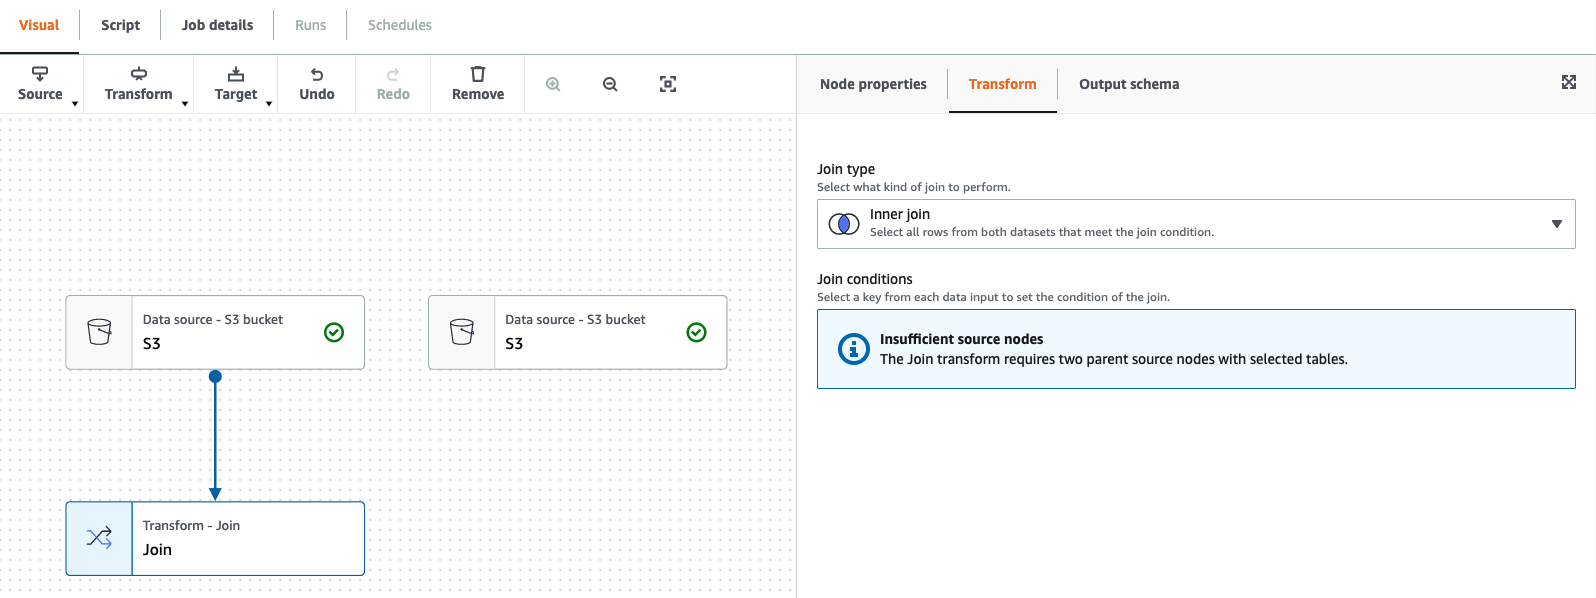 Visual Script Job details Runs Schedules
Source Transform Target Undo Redo Remove
Node properties Transform Output schema
Join type
Select what kind of join to perform.
Inner join
Select all rows from both datasets that meet the join condition.
Join conditions
Select a key from each data input to set the condition of the join.
Insufficient source nodes
The Join transform requires two parent source nodes with selected tables.
Data source - S3 bucket
S3
Data source - S3 bucket
S3
Transform - Join
Join